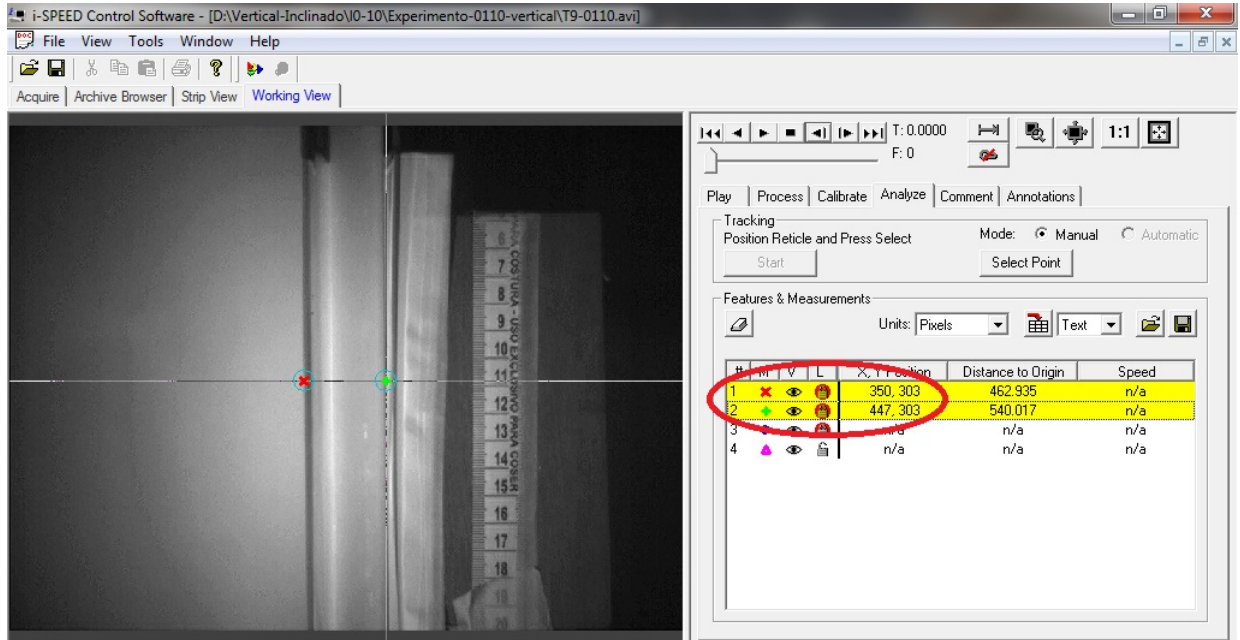 i-SPEED Control Software - [D:\Vertical-Inclinado\I0-10\Experimento-0110-vertical\T9-0110.avi]
File View Tools Window Help
Acquire Archive Browser Strip View Working View
T: 0.0000
F: 0
1:1
Play Process Calibrate Analyze Comment Annotations
Tracking
Position Reticle and Press Select Mode: Manual Automatic
Start Select Point
Features & Measurements
Units: Pixels Text
# M V L X, Y Position Distance to Origin Speed
1 350, 303 462.935 n/a
2 447, 303 540.017 n/a
3 n/a n/a n/a
4 n/a n/a n/a
6
7
8
9
10
11
12
13
14
15
16
17
18
19
20
PARA COSTURA - USO EXCLUSIVO PARA COSER